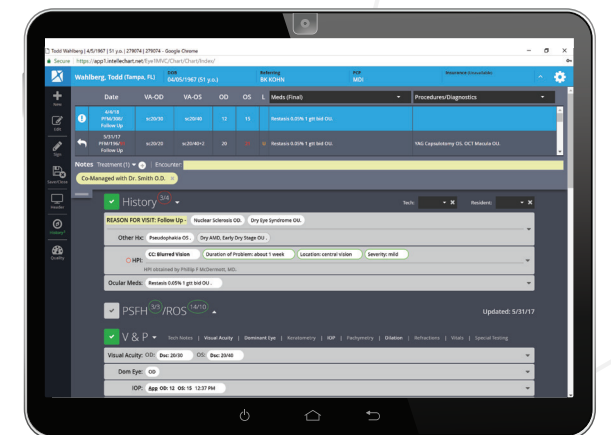 Todd Wahlberg | 4/5/1967 | 51 y.o. | 279074 | 279074 - Google Chrome
Secure https://app1.intellechart.net/Eye1MVC/Chart/Chart/Index/
Wahlberg, Todd (Tampa, FL) DOB 04/05/1967 (51 y.o.) Referring BK KOHN PCP MDI
Date VA-OD VA-OS OD OS L Meds (Final) Procedures/Diagnostics
New
4/4/18 PFM/306/ Follow Up sc20/30 sc20/40 12 15 Restasis 0.05% 1 gtt bid OU.
Edit
5/31/17 PFM/196/ Follow Up sc20/20 sc20/40+2 20 Restasis 0.05% 1 gtt bid OU. YAG Capsulotomy OS. OCT Macula OU.
Sign
Notes Treatment (1) Encounter:
Co-Managed with Dr. Smith O.D. ×
Header
History 3/4 Tech: Resident:
REASON FOR VISIT: Follow Up - Nuclear Sclerosis OD. Dry Eye Syndrome OU.
Other Hx: Pseudophakia OS. Dry AMD, Early Dry Stage OU.
Quality
HPI: CC: Blurred Vision Duration of Problem: about 1 week Location: central vision Severity: mild
HPI obtained by Phillip F McDermott, MD.
Ocular Meds: Restasis 0.05% 1 gtt bid OU.
PSFH 3/3 /ROS 14/10 Updated: 5/31/17
V & P Tech Notes | Visual Acuity | Dominant Eye | Keratometry | IOP | Pachymetry | Dilation | Refractions | Vitals | Special Testing
Visual Acuity: OD: Dsc: 20/30 OS: Dsc: 20/40
Dom Eye: OD
IOP: App OD: 12 OS: 15 12:37 PM